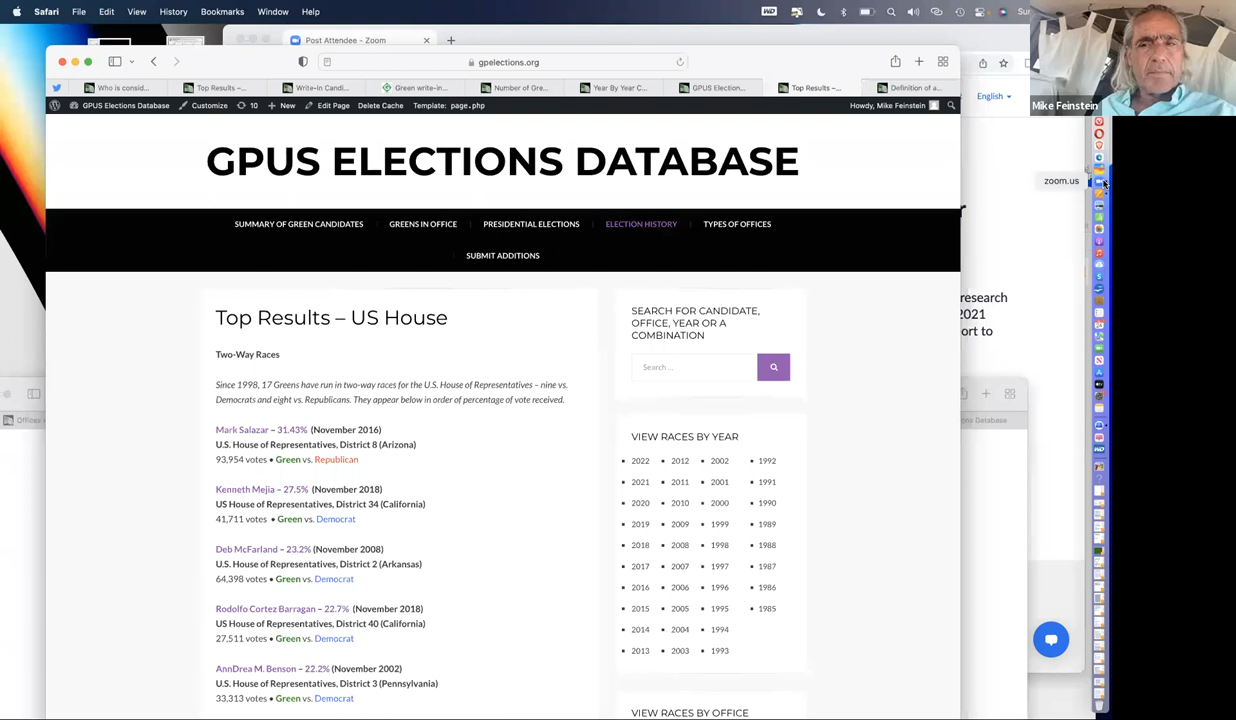 Safari File Edit View History Bookmarks Window Help
Post Attendee - Zoom
gpelections.org
Who is consid...
Top Results –...
Write-In Candi...
Green write-in...
Number of Gre...
Year By Year C...
GPUS Election...
Top Results –...
Definition of a...
GPUS Elections Database Customize 10 New Edit Page Delete Cache Template: page.php Howdy, Mike Feinstein
GPUS ELECTIONS DATABASE
SUMMARY OF GREEN CANDIDATES GREENS IN OFFICE PRESIDENTIAL ELECTIONS ELECTION HISTORY TYPES OF OFFICES
SUBMIT ADDITIONS
Top Results – US House
Two-Way Races
Since 1998, 17 Greens have run in two-way races for the U.S. House of Representatives – nine vs.
Democrats and eight vs. Republicans. They appear below in order of percentage of vote received.
Mark Salazar – 31.43% (November 2016)
U.S. House of Representatives, District 8 (Arizona)
93,954 votes • Green vs. Republican
Kenneth Mejia – 27.5% (November 2018)
US House of Representatives, District 34 (California)
41,711 votes • Green vs. Democrat
Deb McFarland – 23.2% (November 2008)
U.S. House of Representatives, District 2 (Arkansas)
64,398 votes • Green vs. Democrat
Rodolfo Cortez Barragan – 22.7% (November 2018)
US House of Representatives, District 40 (California)
27,511 votes • Green vs. Democrat
AnnDrea M. Benson – 22.2% (November 2002)
U.S. House of Representatives, District 3 (Pennsylvania)
33,313 votes • Green vs. Democrat
SEARCH FOR CANDIDATE,
OFFICE, YEAR OR A
COMBINATION
Search ...
VIEW RACES BY YEAR
2022 2012 2002 1992
2021 2011 2001 1991
2020 2010 2000 1990
2019 2009 1999 1989
2018 2008 1998 1988
2017 2007 1997 1987
2016 2006 1996 1986
2015 2005 1995 1985
2014 2004 1994
2013 2003 1993
VIEW RACES BY OFFICE
English
Mike Feinstein
zoom.us
research
2021
ort to
Offices
ons Database